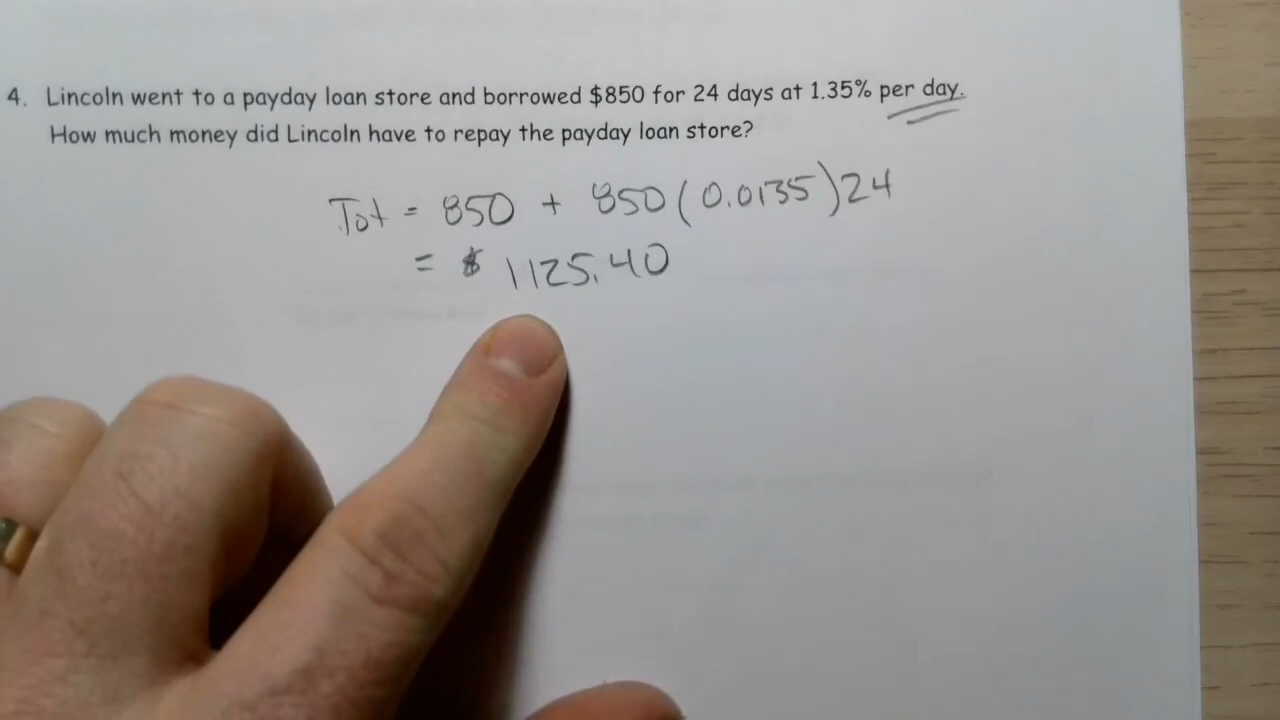 4. Lincoln went to a payday loan store and borrowed $850 for 24 days at 1.35% per day.
How much money did Lincoln have to repay the payday loan store?
Tot = 850 + 850(0.0135)24
= $ 1125.40